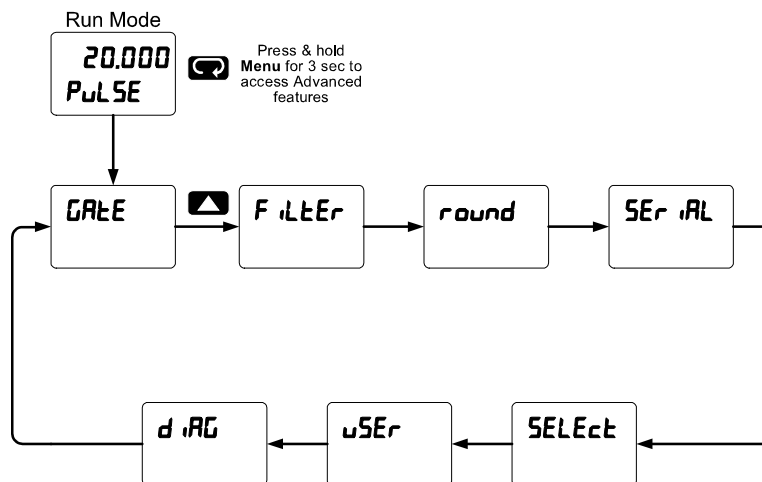 Run Mode
20.000
PuLSE
Press & hold
Menu for 3 sec to
access Advanced
features
GAtE
FiLtEr
round
SEriAL
diAG
uSEr
SELEct